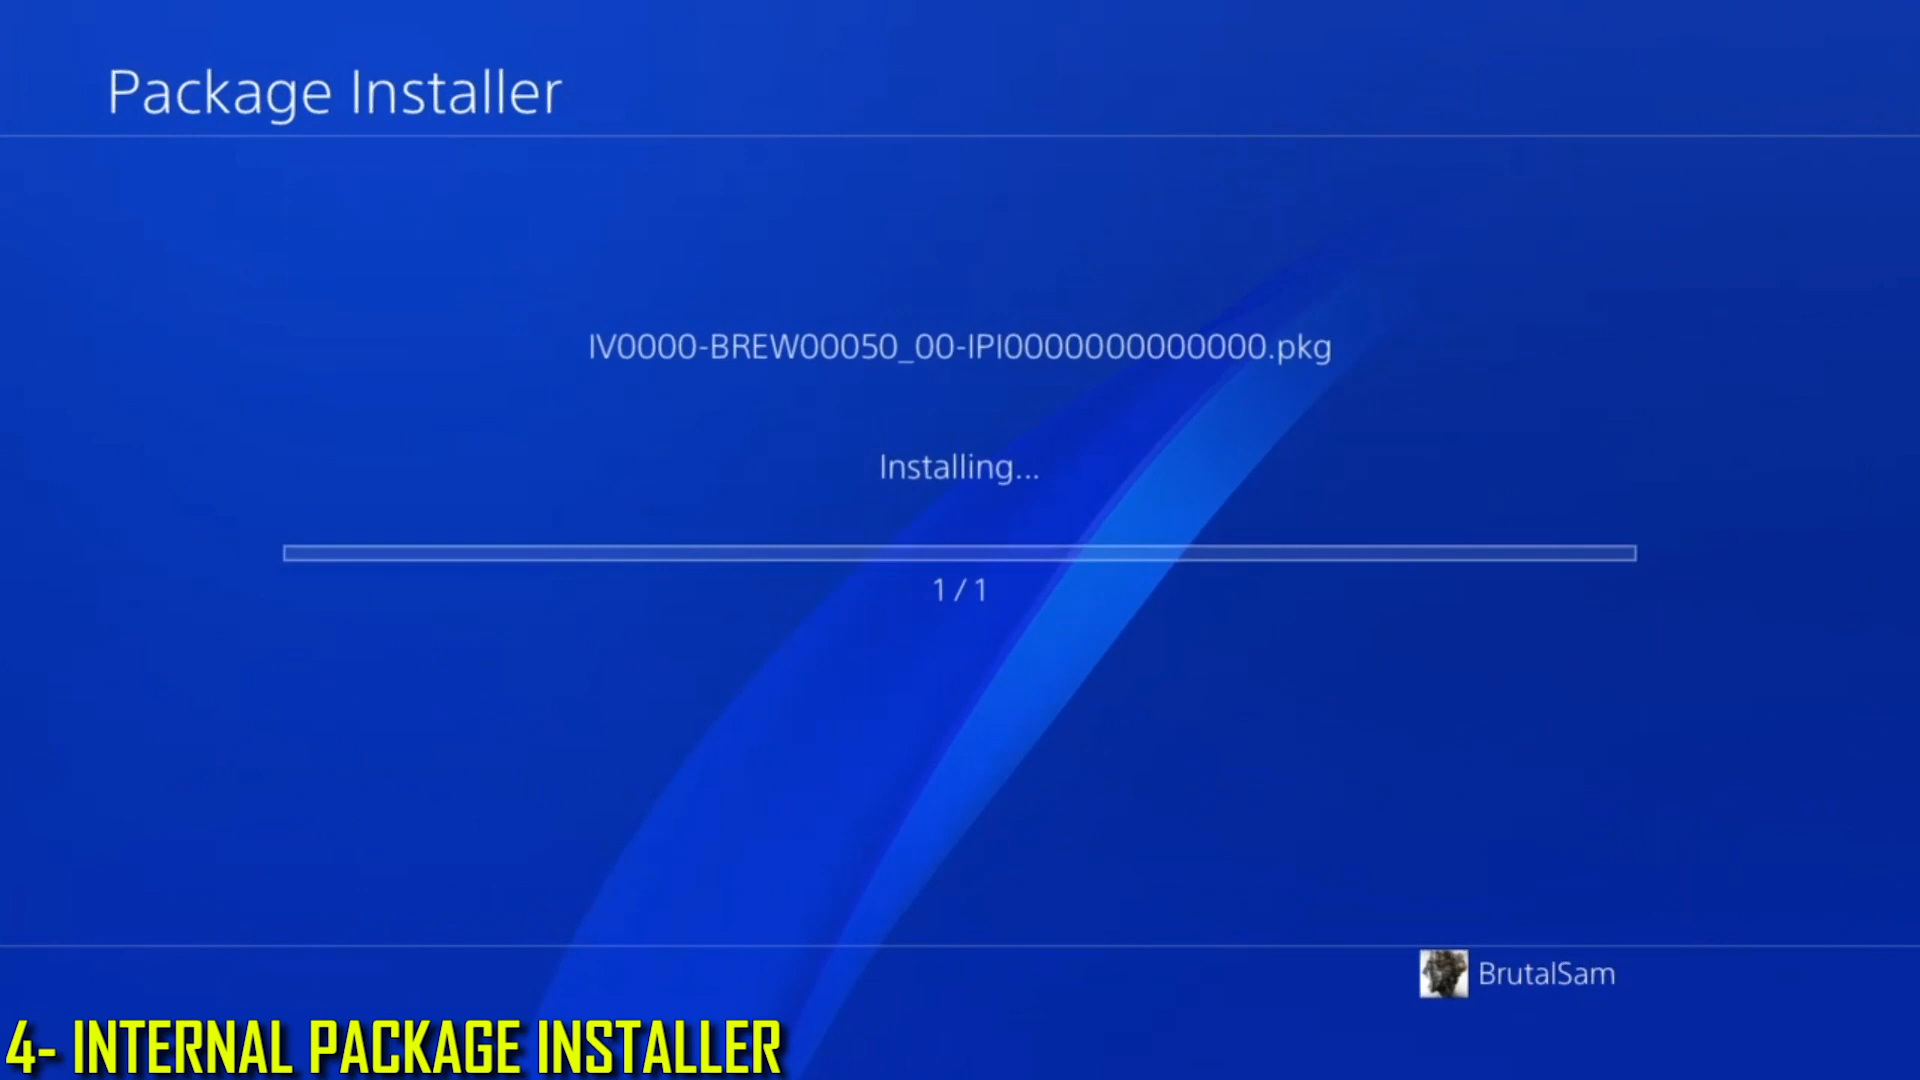 Package Installer
IV0000-BREW00050_00-IPI0000000000000.pkg
Installing...
1 / 1
BrutalSam
4- INTERNAL PACKAGE INSTALLER